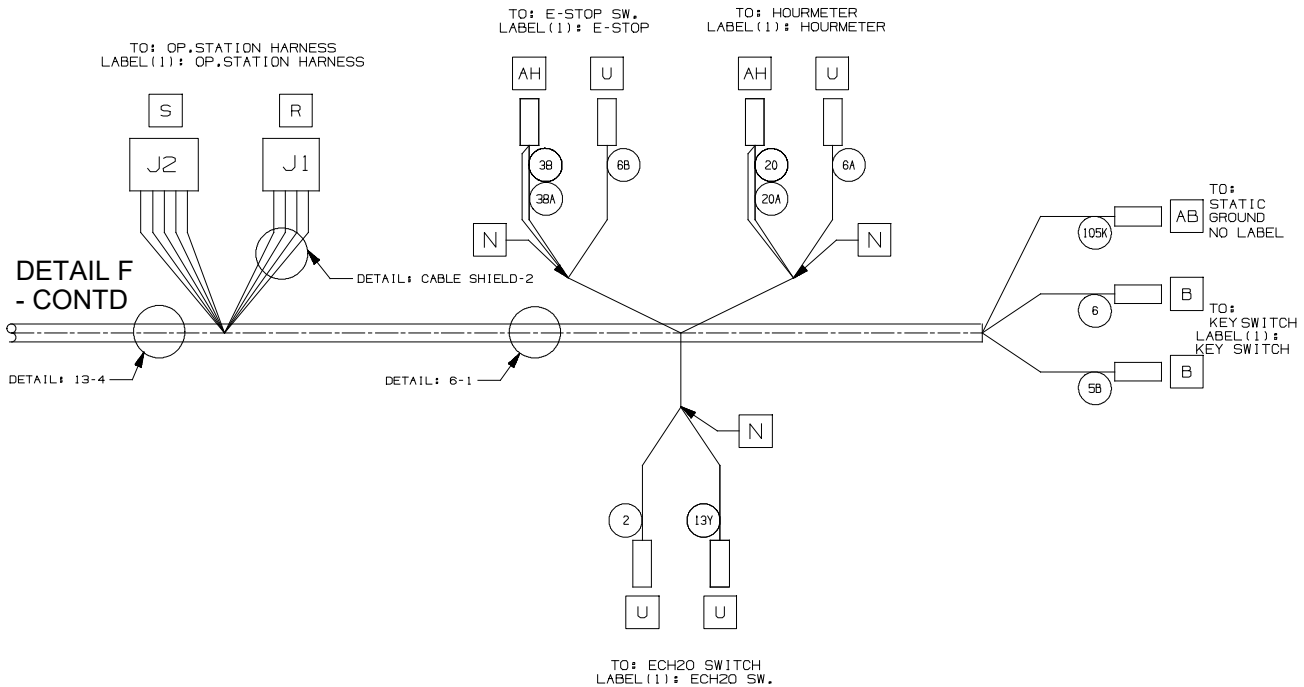 TO: E-STOP SW.
LABEL(1): E-STOP
TO: HOURMETER
LABEL(1): HOURMETER
TO: OP.STATION HARNESS
LABEL(1): OP.STATION HARNESS
AH
U
AH
U
S
R
J2
J1
3B
3BA
6B
20
20A
6A
N
N
105K
AB
TO:
STATIC
GROUND
NO LABEL
DETAIL F
- CONTD
DETAIL: CABLE SHIELD-2
6
B
TO:
KEY SWITCH
LABEL(1):
KEY SWITCH
5B
B
DETAIL: 13-4
DETAIL: 6-1
N
2
13Y
U
U
TO: ECH2O SWITCH
LABEL(1): ECH2O SW.